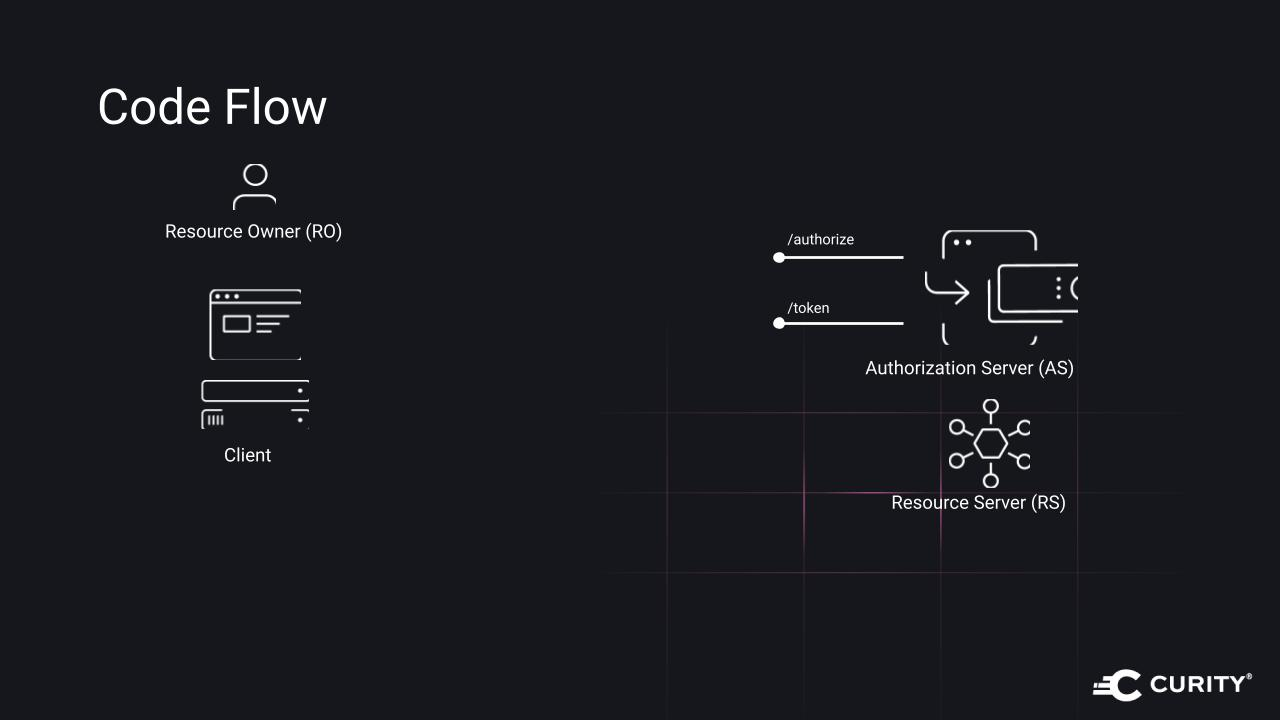 Code Flow
Resource Owner (RO)
/authorize
/token
Authorization Server (AS)
Client
Resource Server (RS)
CURITY®